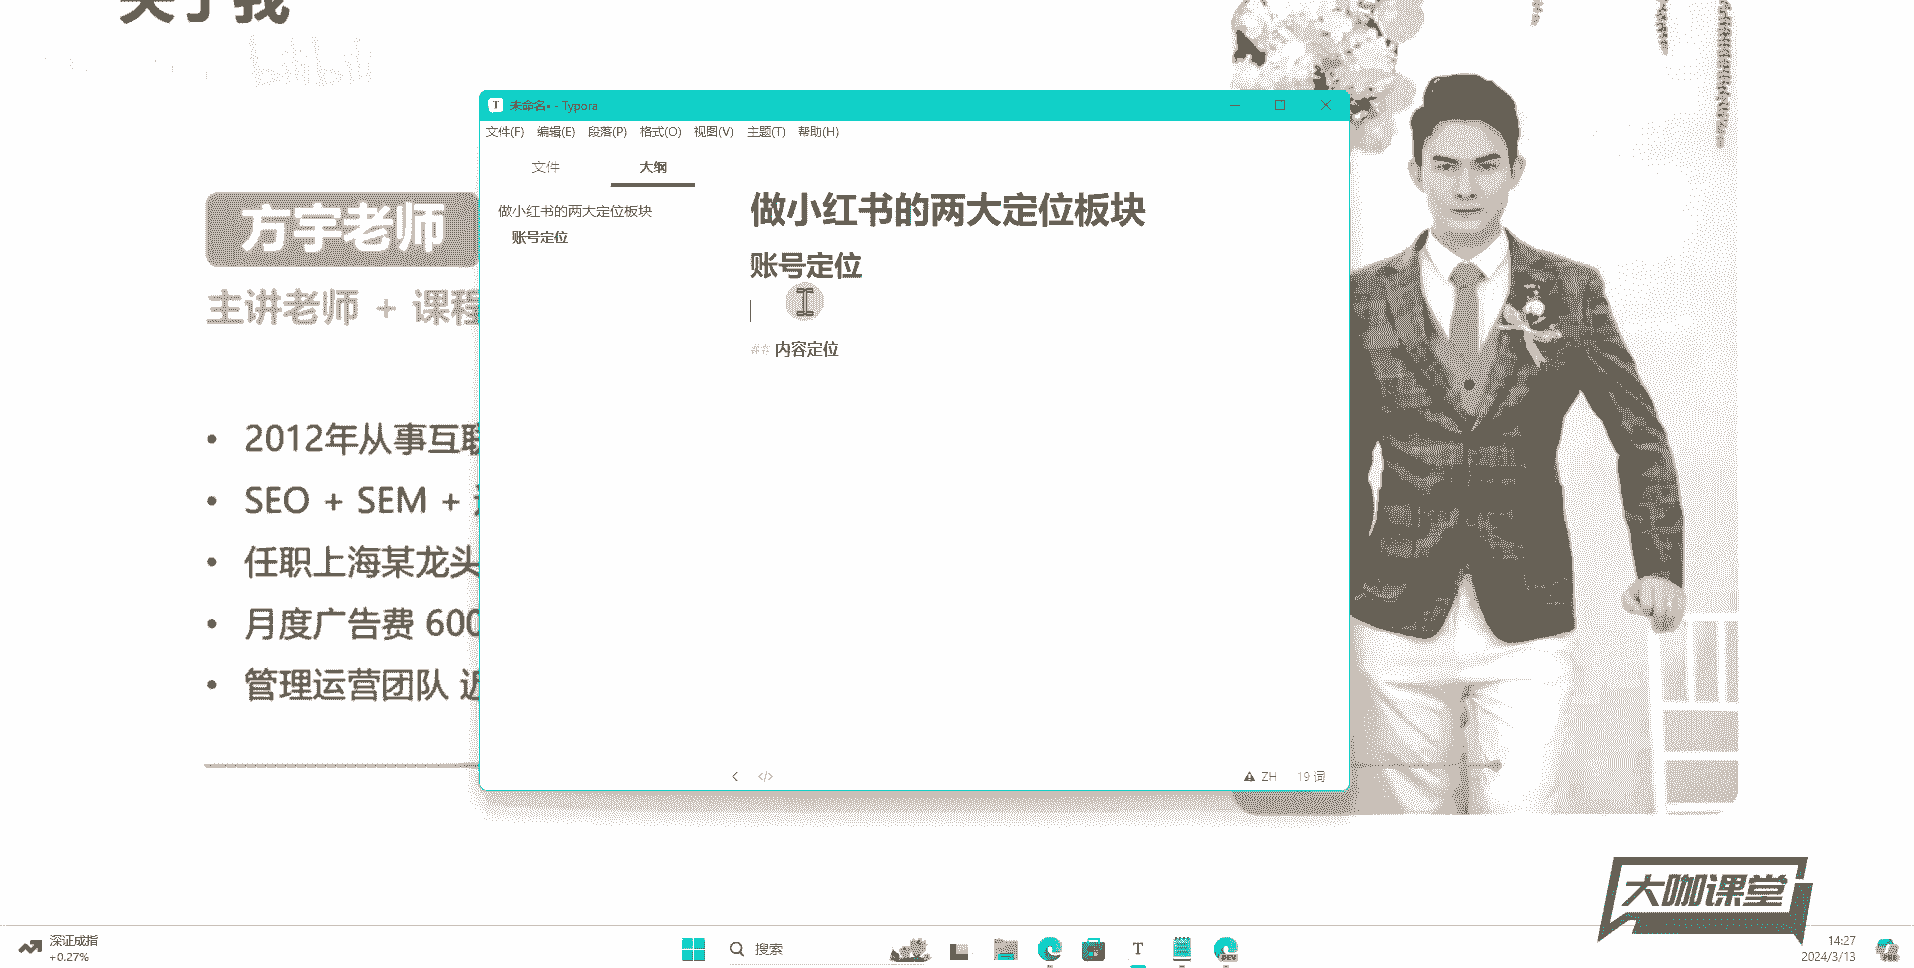 关于我
bilibili
方宇老师
主讲老师 + 课程
2012年从事互联
SEO + SEM +
任职上海某龙头
月度广告费 600
管理运营团队 近
未命名• - Typora
文件(F) 编辑(E) 段落(P) 格式(O) 视图(V) 主题(T) 帮助(H)
文件 大纲
做小红书的两大定位板块
账号定位
做小红书的两大定位板块
账号定位
## 内容定位
</>
ZH 19 词
大咖课堂
深证成指
+0.27%
搜索
T
DEV
14:27
2024/3/13
PRE